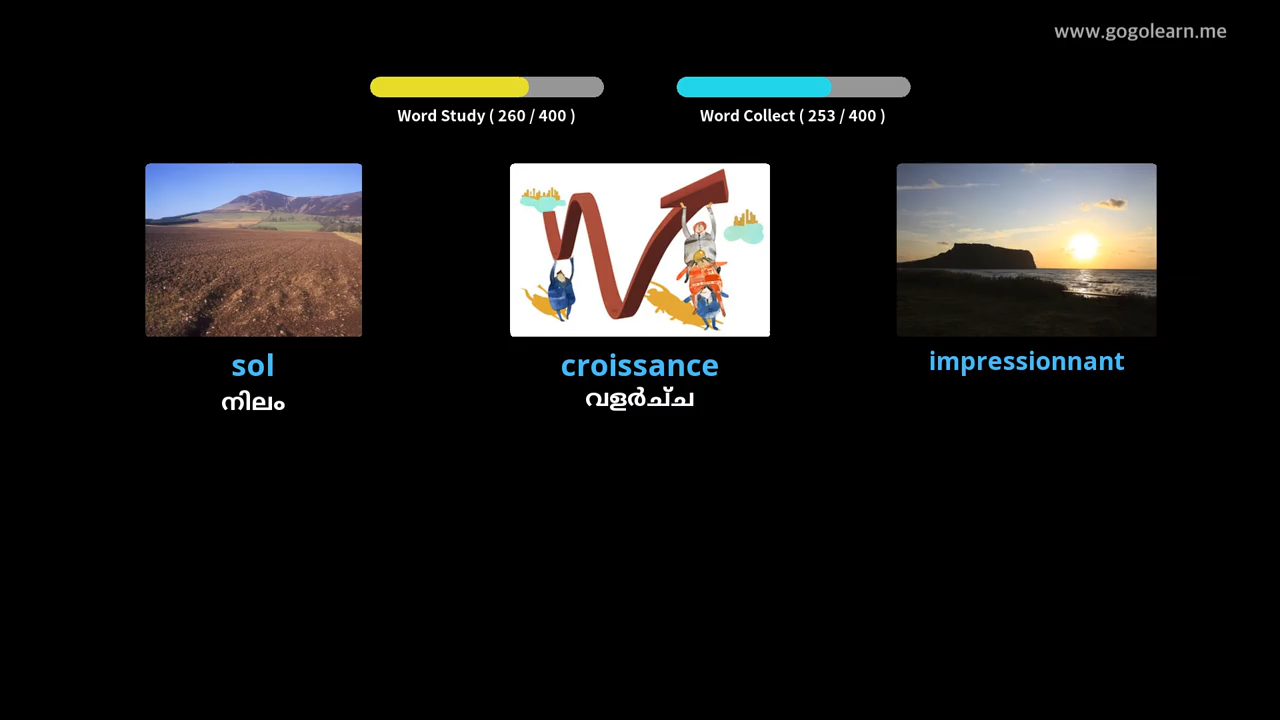 www.gogolearn.me
Word Study ( 260 / 400 )
Word Collect ( 253 / 400 )
sol
croissance
impressionnant
നിലം
വളർച്ച